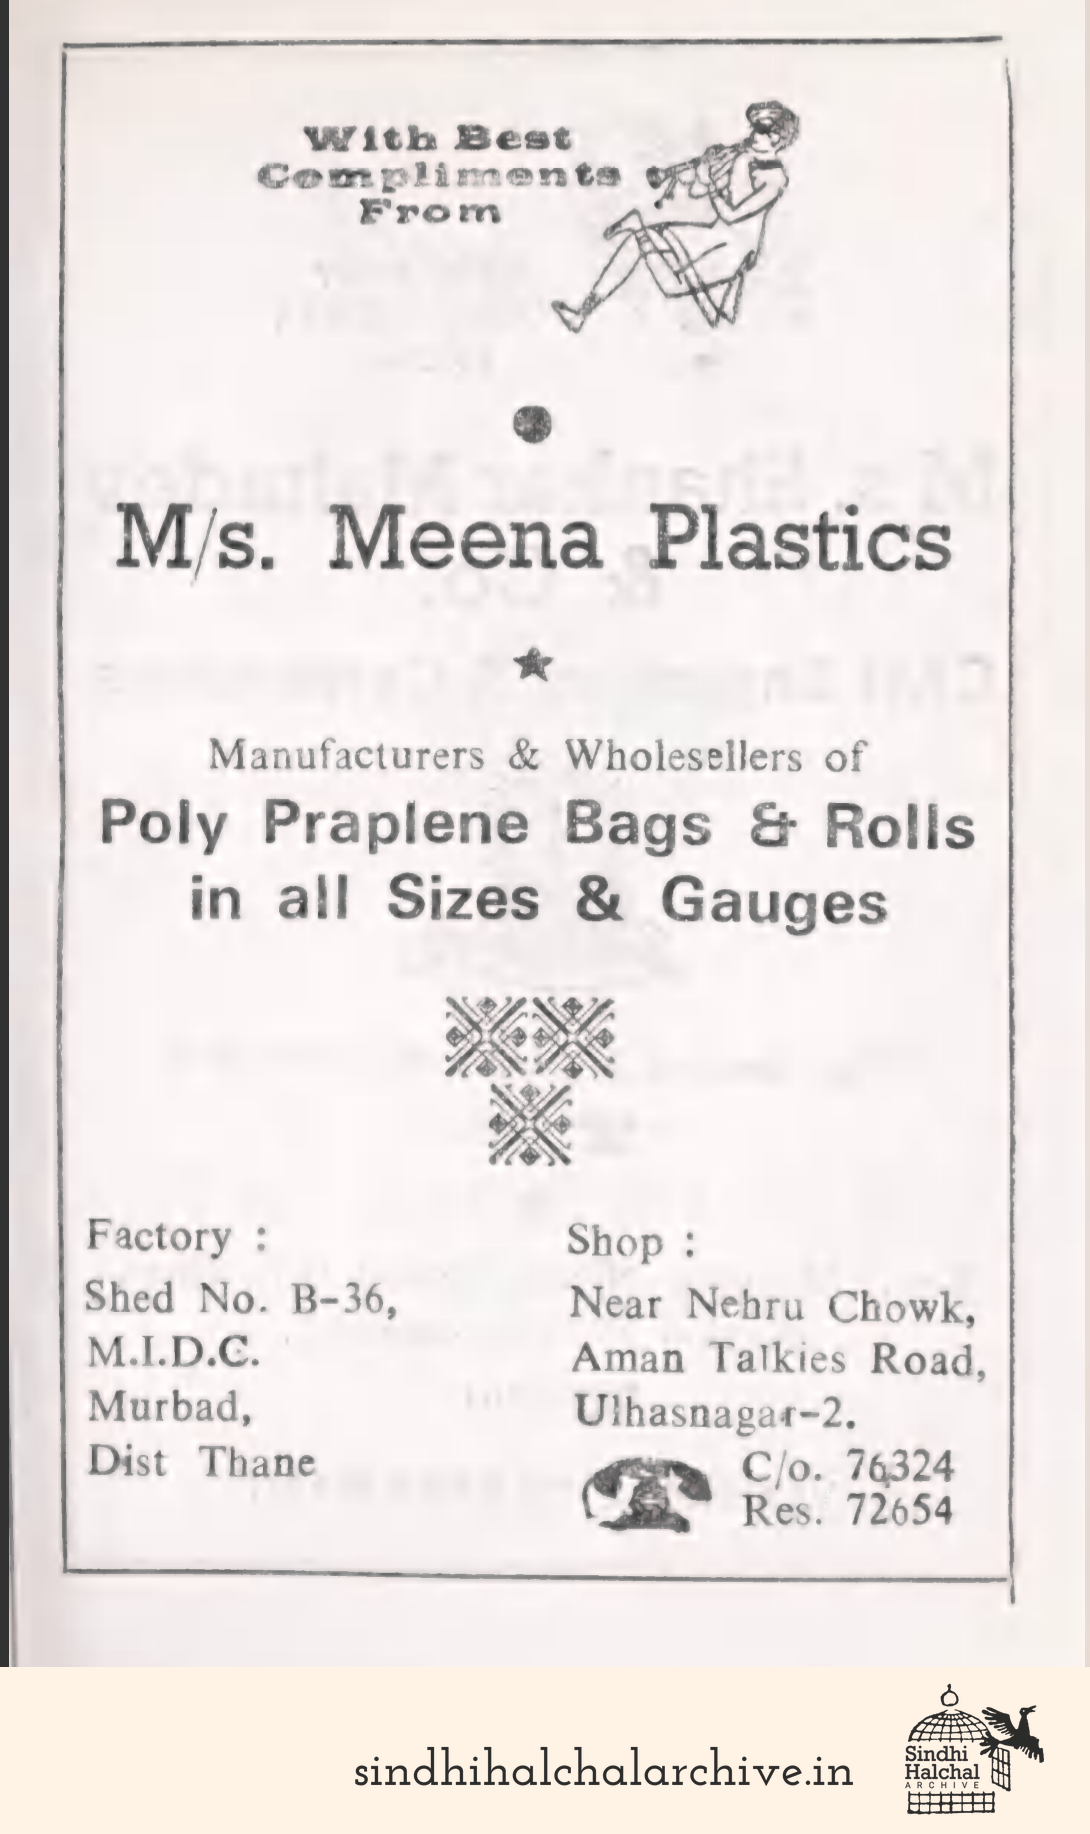 With Best
Compliments
From
M/s. Meena Plastics
Manufacturers & Wholesellers of
Poly Praplene Bags & Rolls
in all Sizes & Gauges
Factory :
Shed No. B-36,
M.I.D.C.
Murbad,
Dist Thane
Shop :
Near Nehru Chowk,
Aman Talkies Road,
Ulhasnagar-2.
C/o. 76324
Res. 72654
sindhihalchalarchive.in
Sindhi
Halchal
ARCHIVE